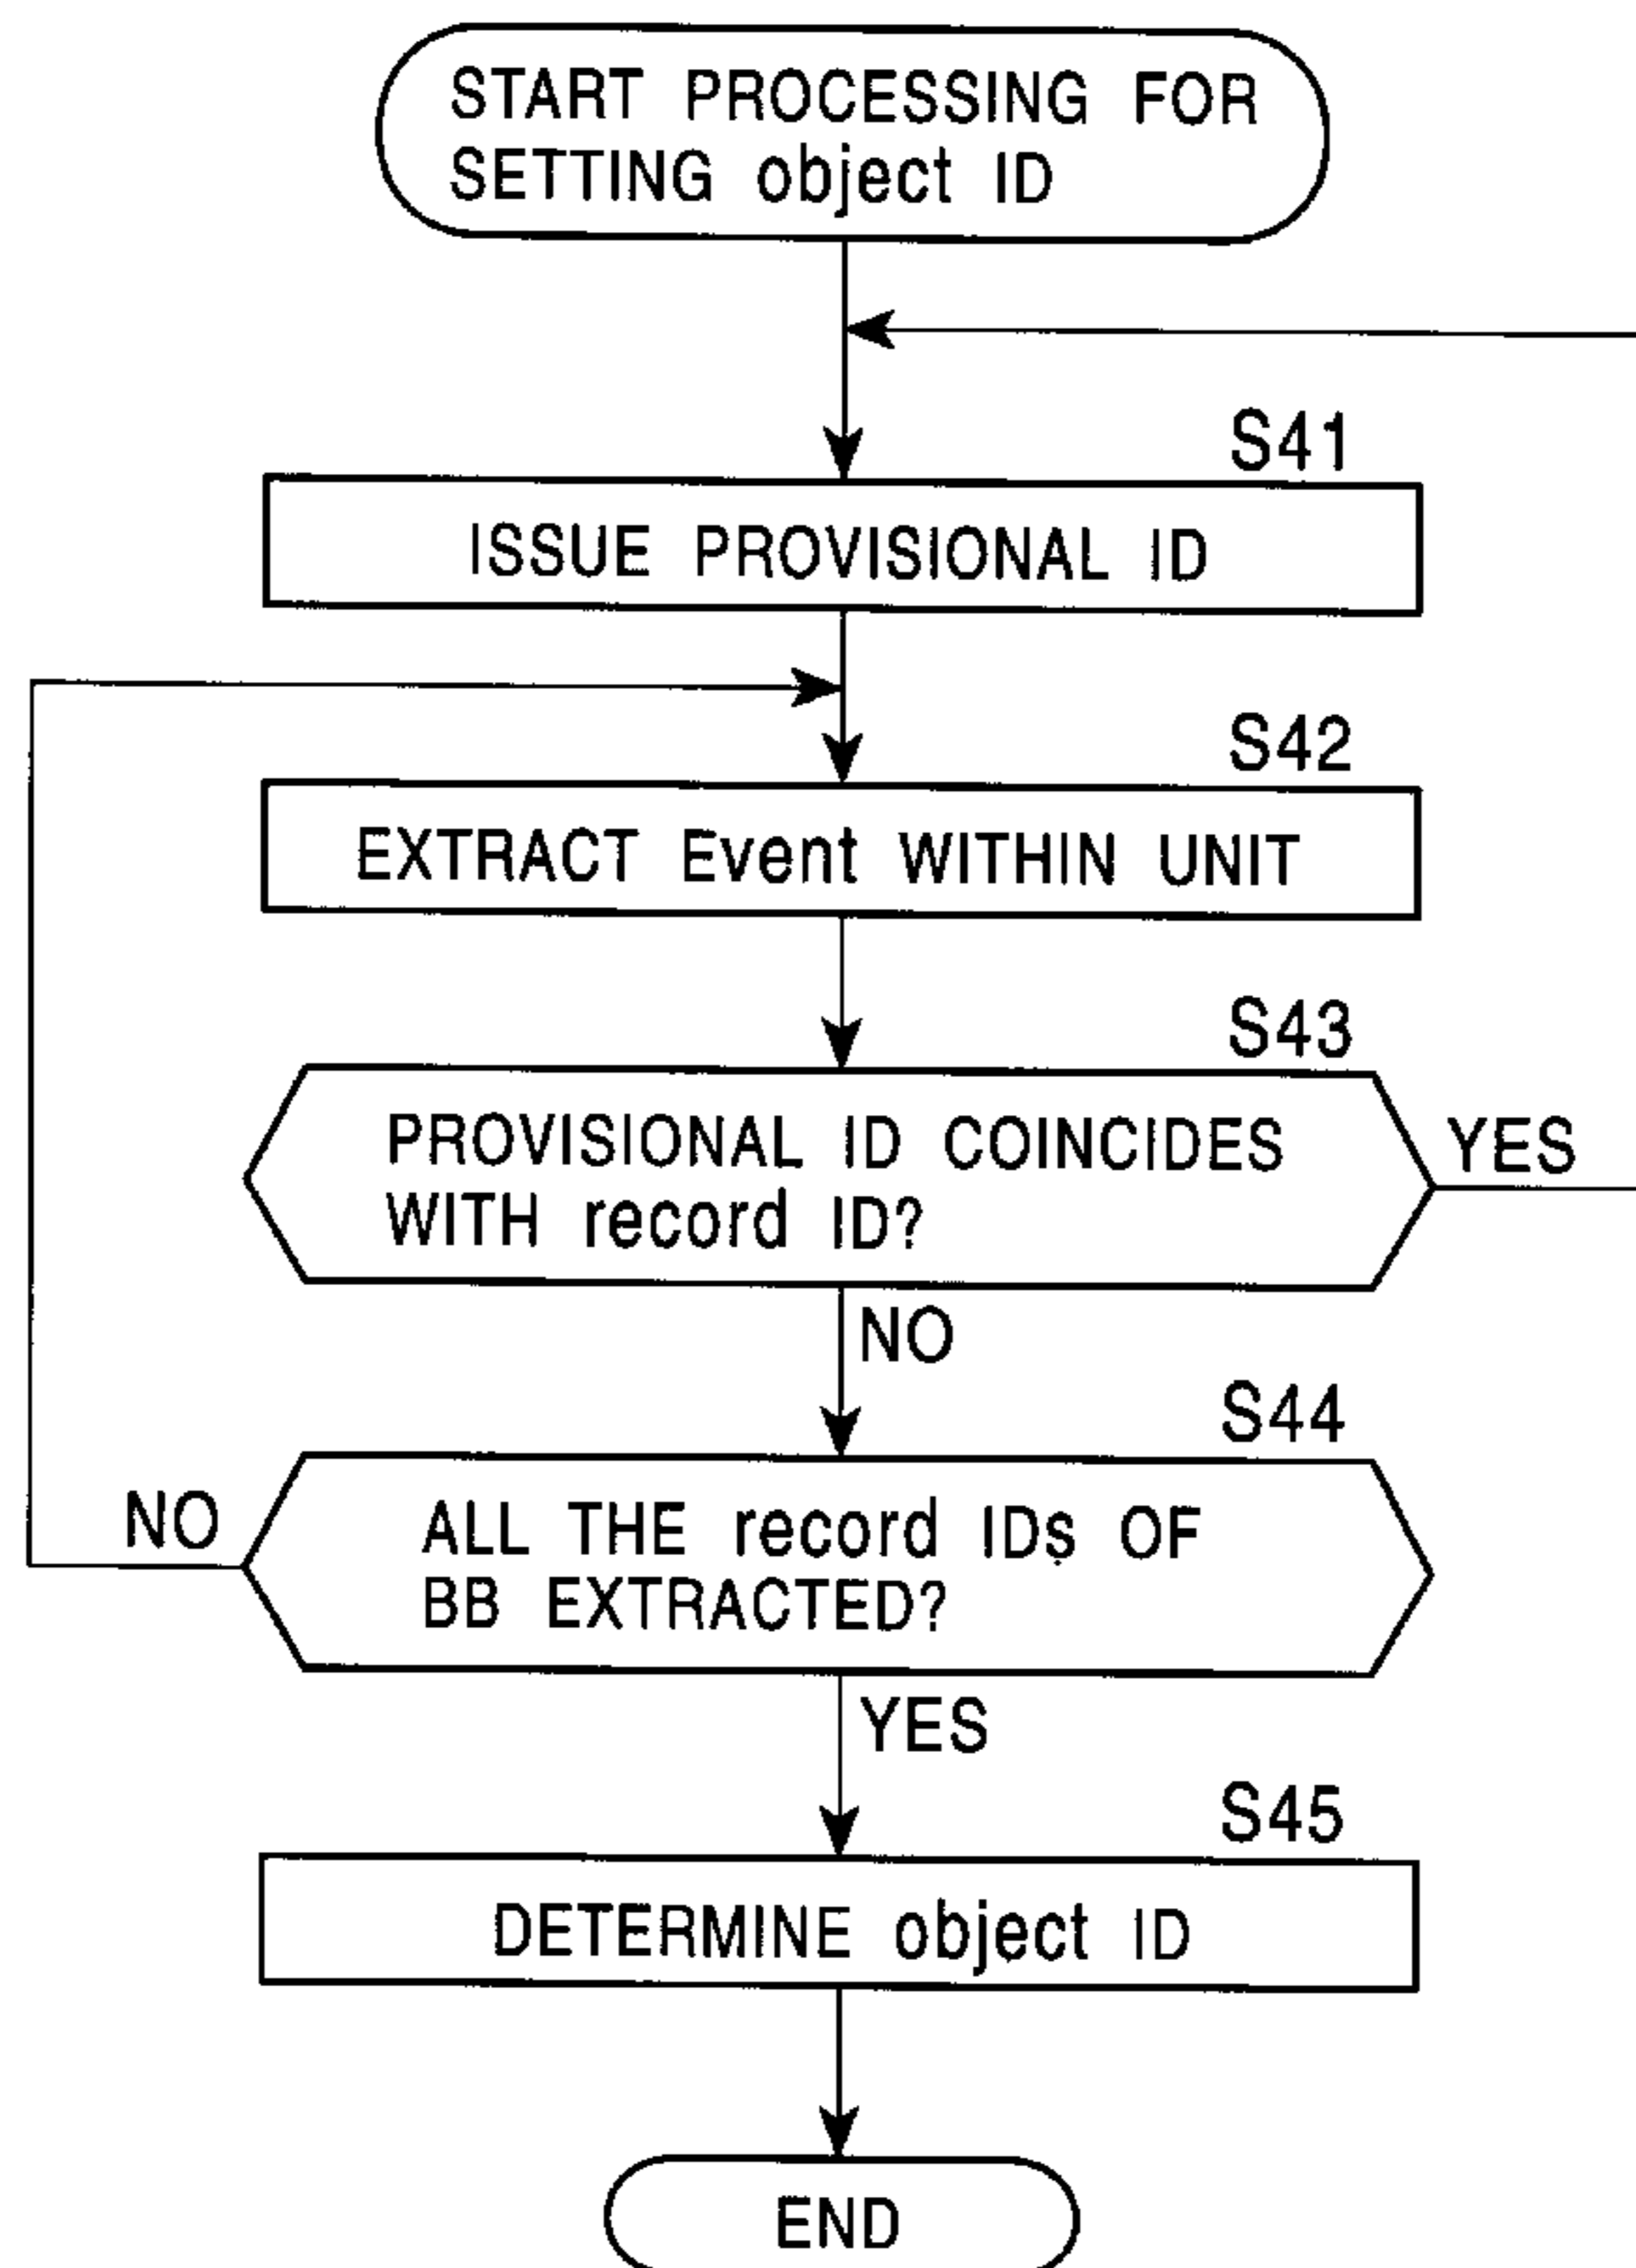 START PROCESSING FOR
SETTING object ID
S41
ISSUE PROVISIONAL ID
S42
EXTRACT Event WITHIN UNIT
S43
PROVISIONAL ID COINCIDES
WITH record ID?
YES
NO
S44
NO
ALL THE record IDs OF
BB EXTRACTED?
YES
S45
DETERMINE object ID
END